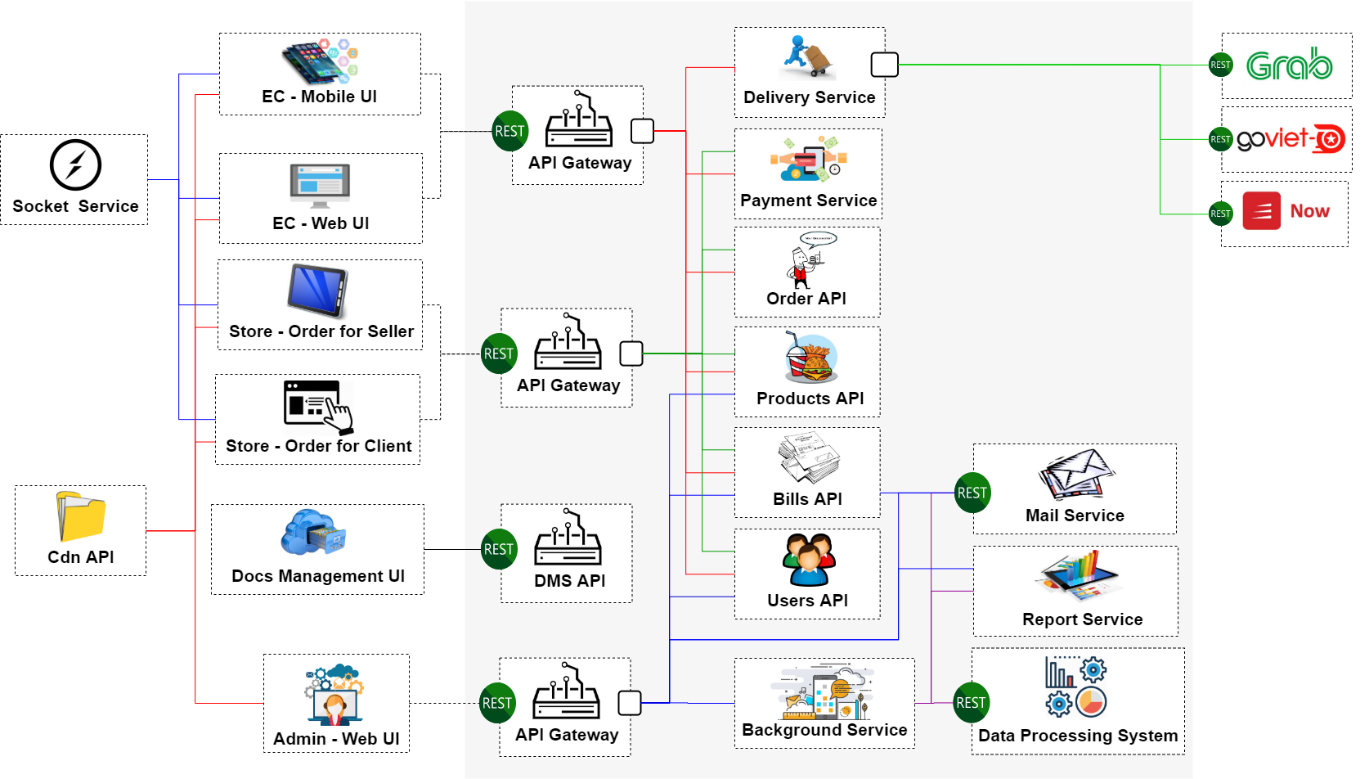 Socket  Service
Cdn API
EC - Mobile UI
EC - Web UI
Store - Order for Seller
Store - Order for Client
Docs Management UI
Admin - Web UI
REST
API Gateway
REST
API Gateway
REST
DMS API
REST
API Gateway
Delivery Service
Payment Service
Order API
Products API
Bills API
Users API
Background Service
REST
Mail Service
Report Service
REST
Data Processing System
REST
Grab
REST
goviet
REST
Now